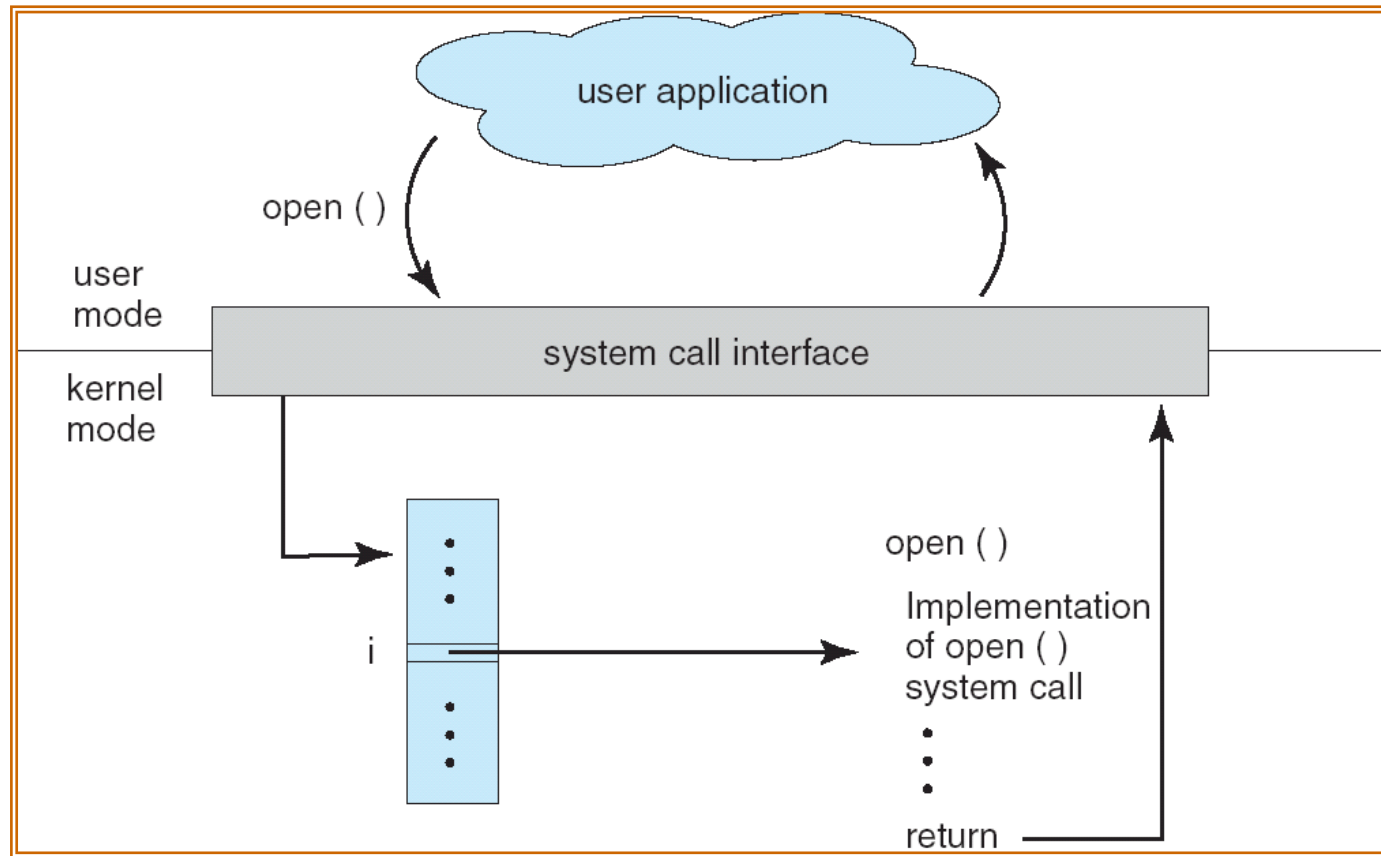 user application
open ( )
user
mode
system call interface
kernel
mode
open ( )
i
Implementation
of open ( )
system call
return